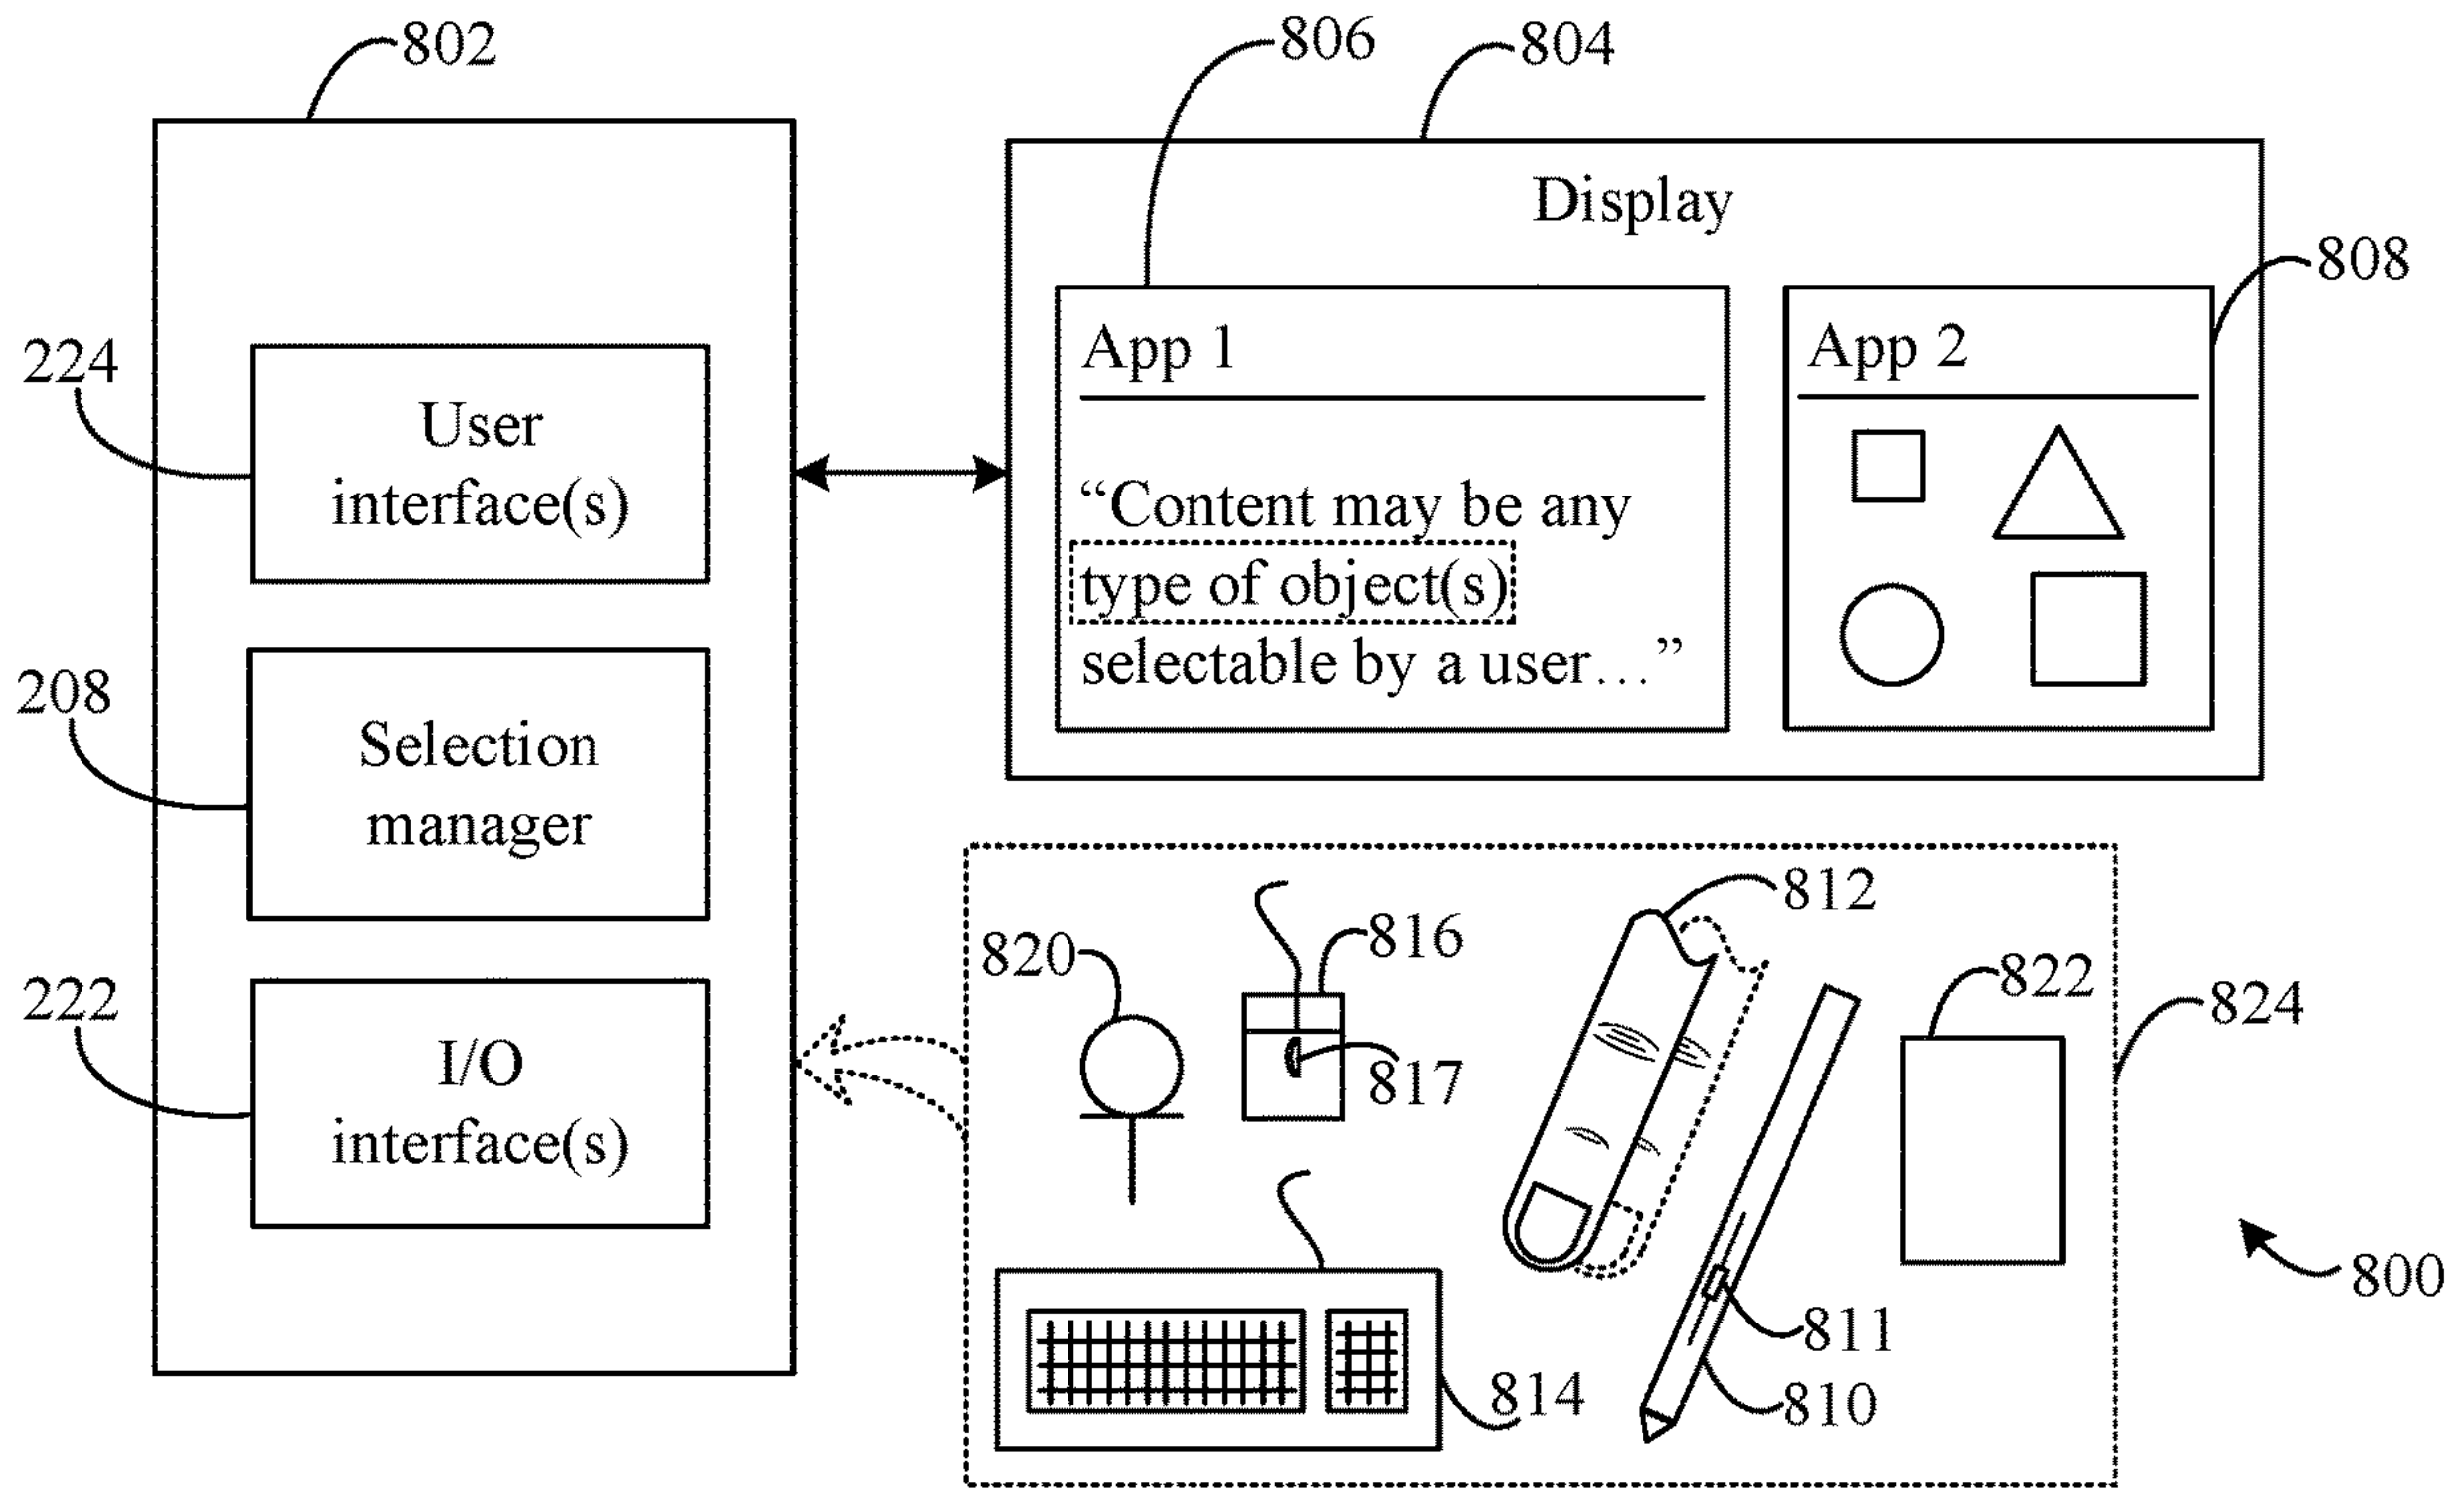 802
806
804
Display
808
224
User
interface(s)
App 1
App 2
“Content may be any
type of object(s)
selectable by a user…”
208
Selection
manager
222
I/O
interface(s)
820
816
817
812
822
824
814
811
810
800